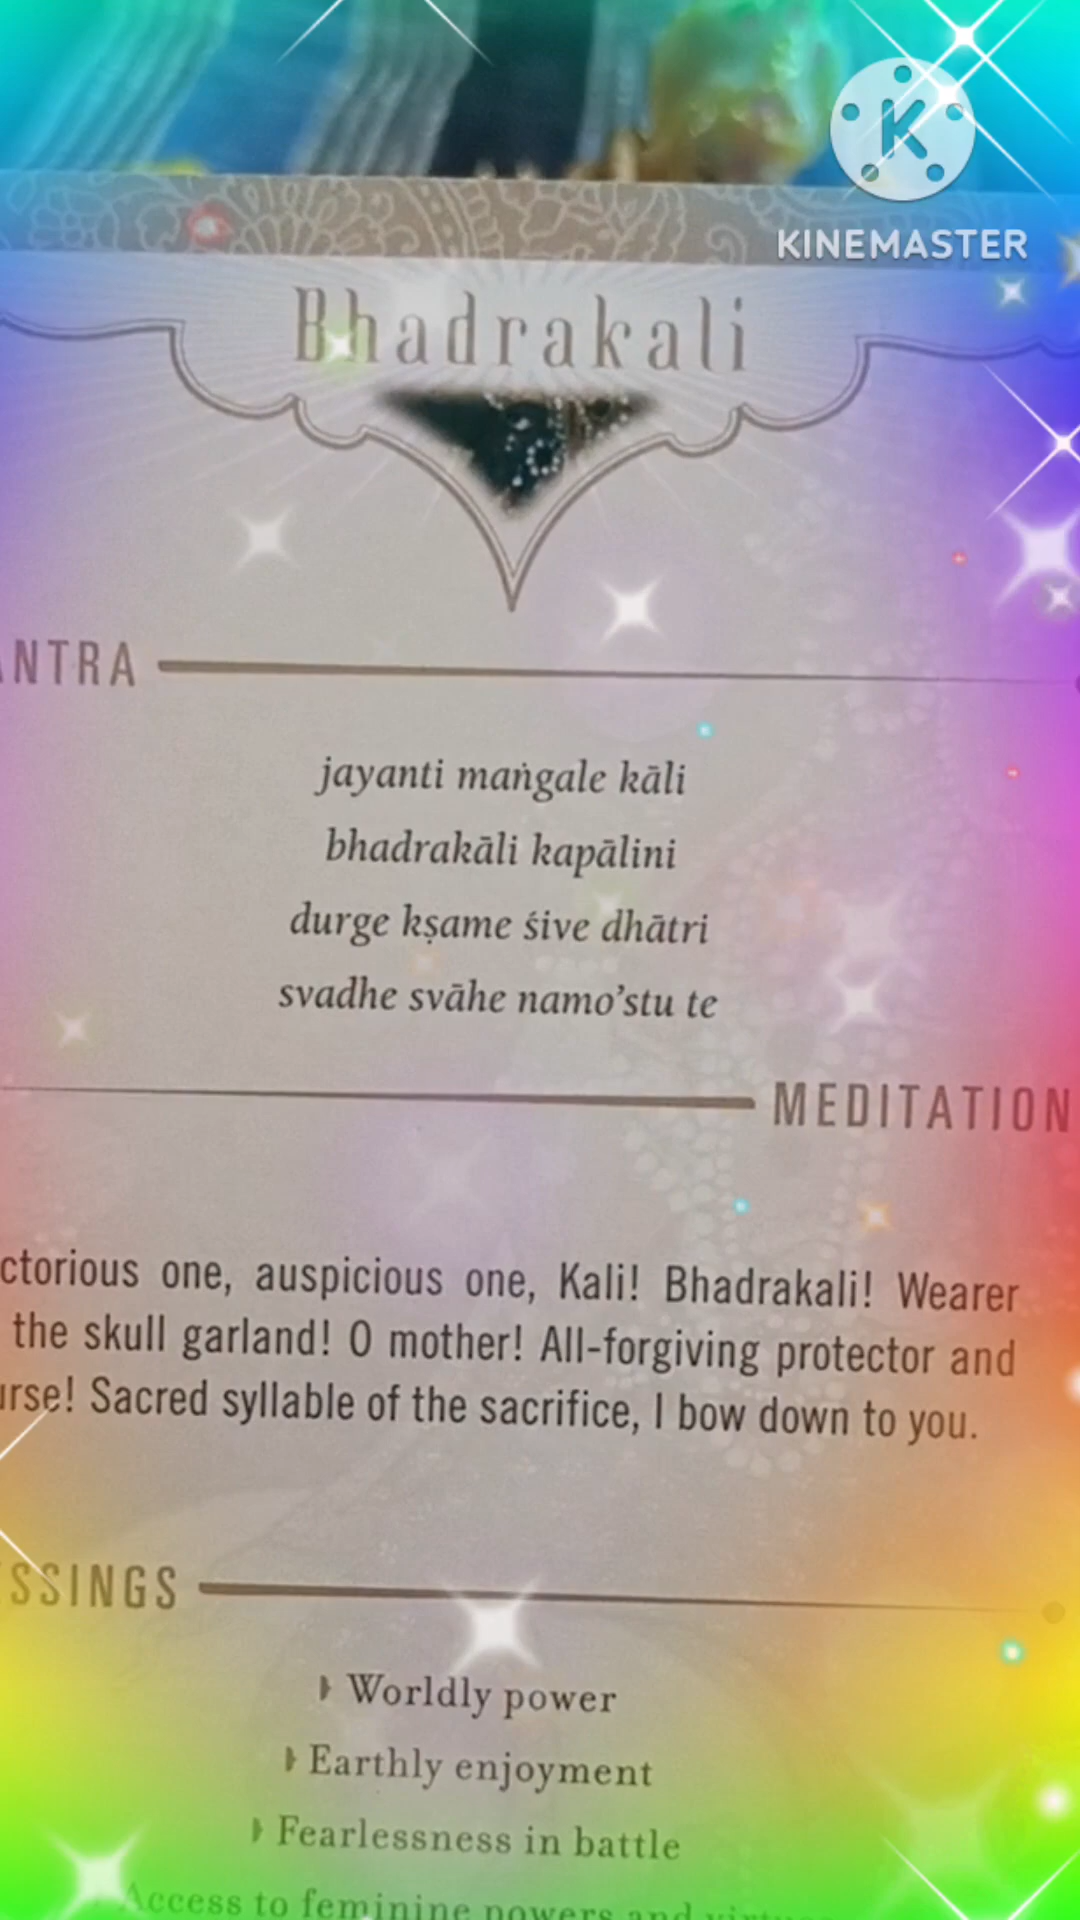 KINEMASTER
Bhadrakali
NTRA
jayanti maṅgale kāli
bhadrakāli kapālini
durge kṣame śive dhātri
svadhe svāhe namo’stu te
MEDITATION
ctorious one, auspicious one, Kali! Bhadrakali! Wearer
the skull garland! O mother! All-forgiving protector and
urse! Sacred syllable of the sacrifice, I bow down to you.
SSINGS
Worldly power
Earthly enjoyment
Fearlessness in battle
Access to feminine powers and